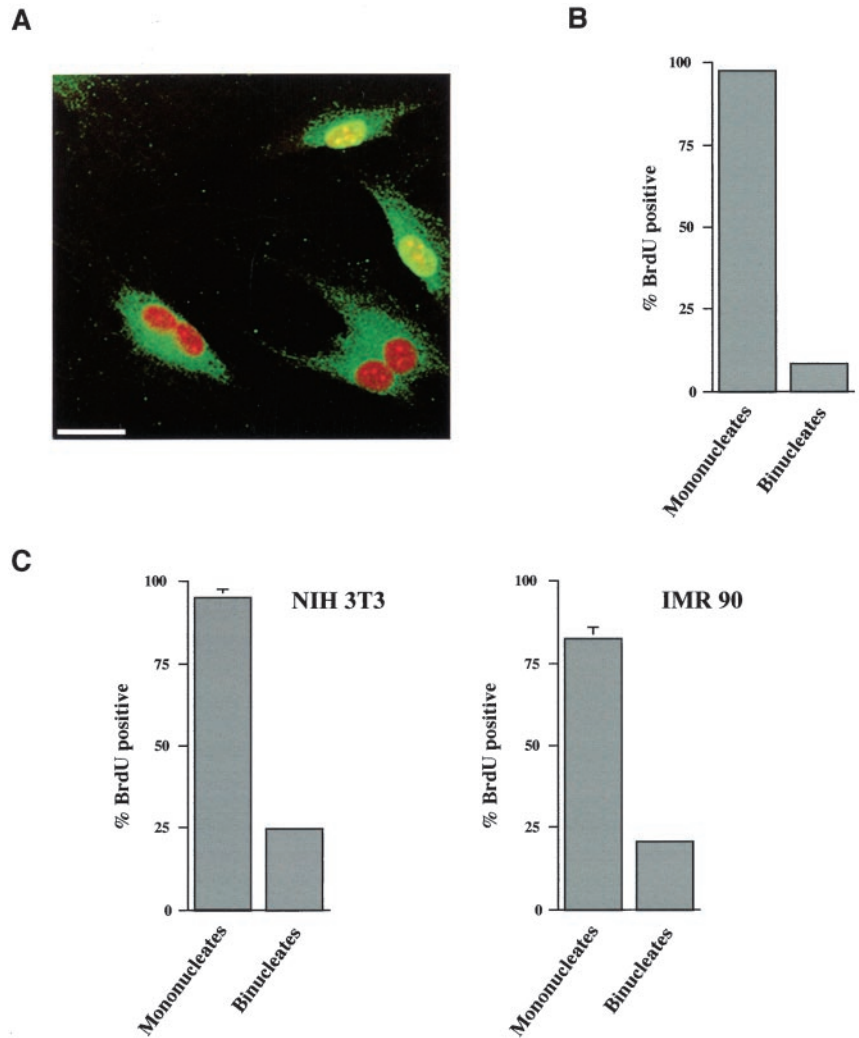 A
B
100
75
50
25
0
% BrdU positive
Mononucleates
Binucleates
C
NIH 3T3
100
75
50
25
0
% BrdU positive
Mononucleates
Binucleates
IMR 90
100
75
50
25
0
% BrdU positive
Mononucleates
Binucleates